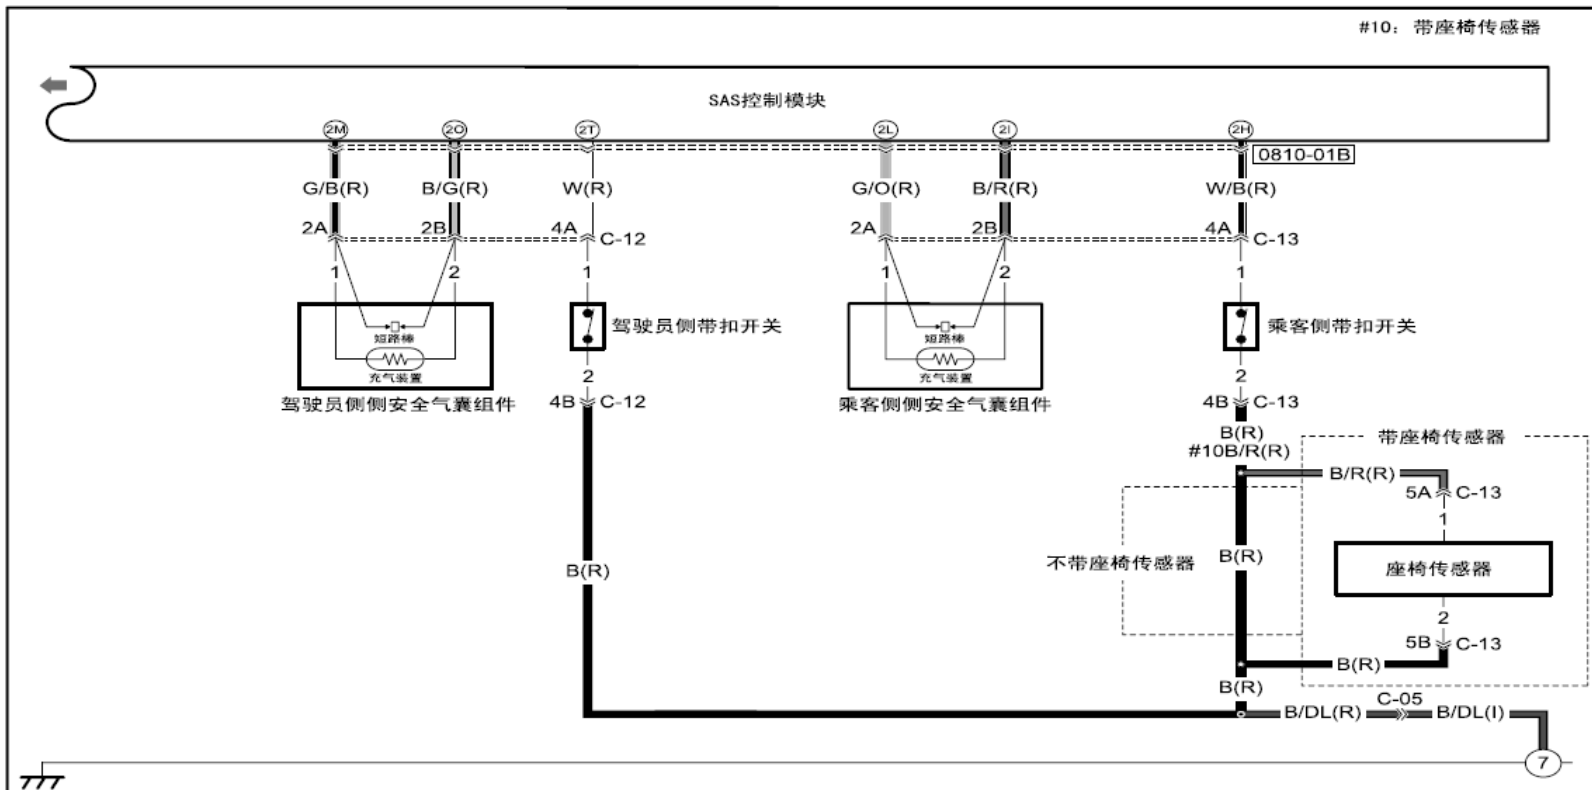 #10: 带座椅传感器
SAS控制模块
2M 2O 2T 2L 2I 2H
0810-01B
G/B(R) B/G(R) W(R) G/O(R) B/R(R) W/B(R)
2A 2B 4A C-12 2A 2B 4A C-13
1 2 1 1 2 1
短路棒
充气装置
驾驶员侧侧安全气囊组件
驾驶员侧带扣开关
短路棒
充气装置
乘客侧侧安全气囊组件
乘客侧带扣开关
2 2
4B C-12 4B C-13
B(R)
#10B/R(R)
带座椅传感器
B/R(R)
5A C-13
1
不带座椅传感器
B(R)
B(R)
座椅传感器
2
5B C-13
B(R)
B(R)
C-05
B/DL(R) B/DL(I)
7